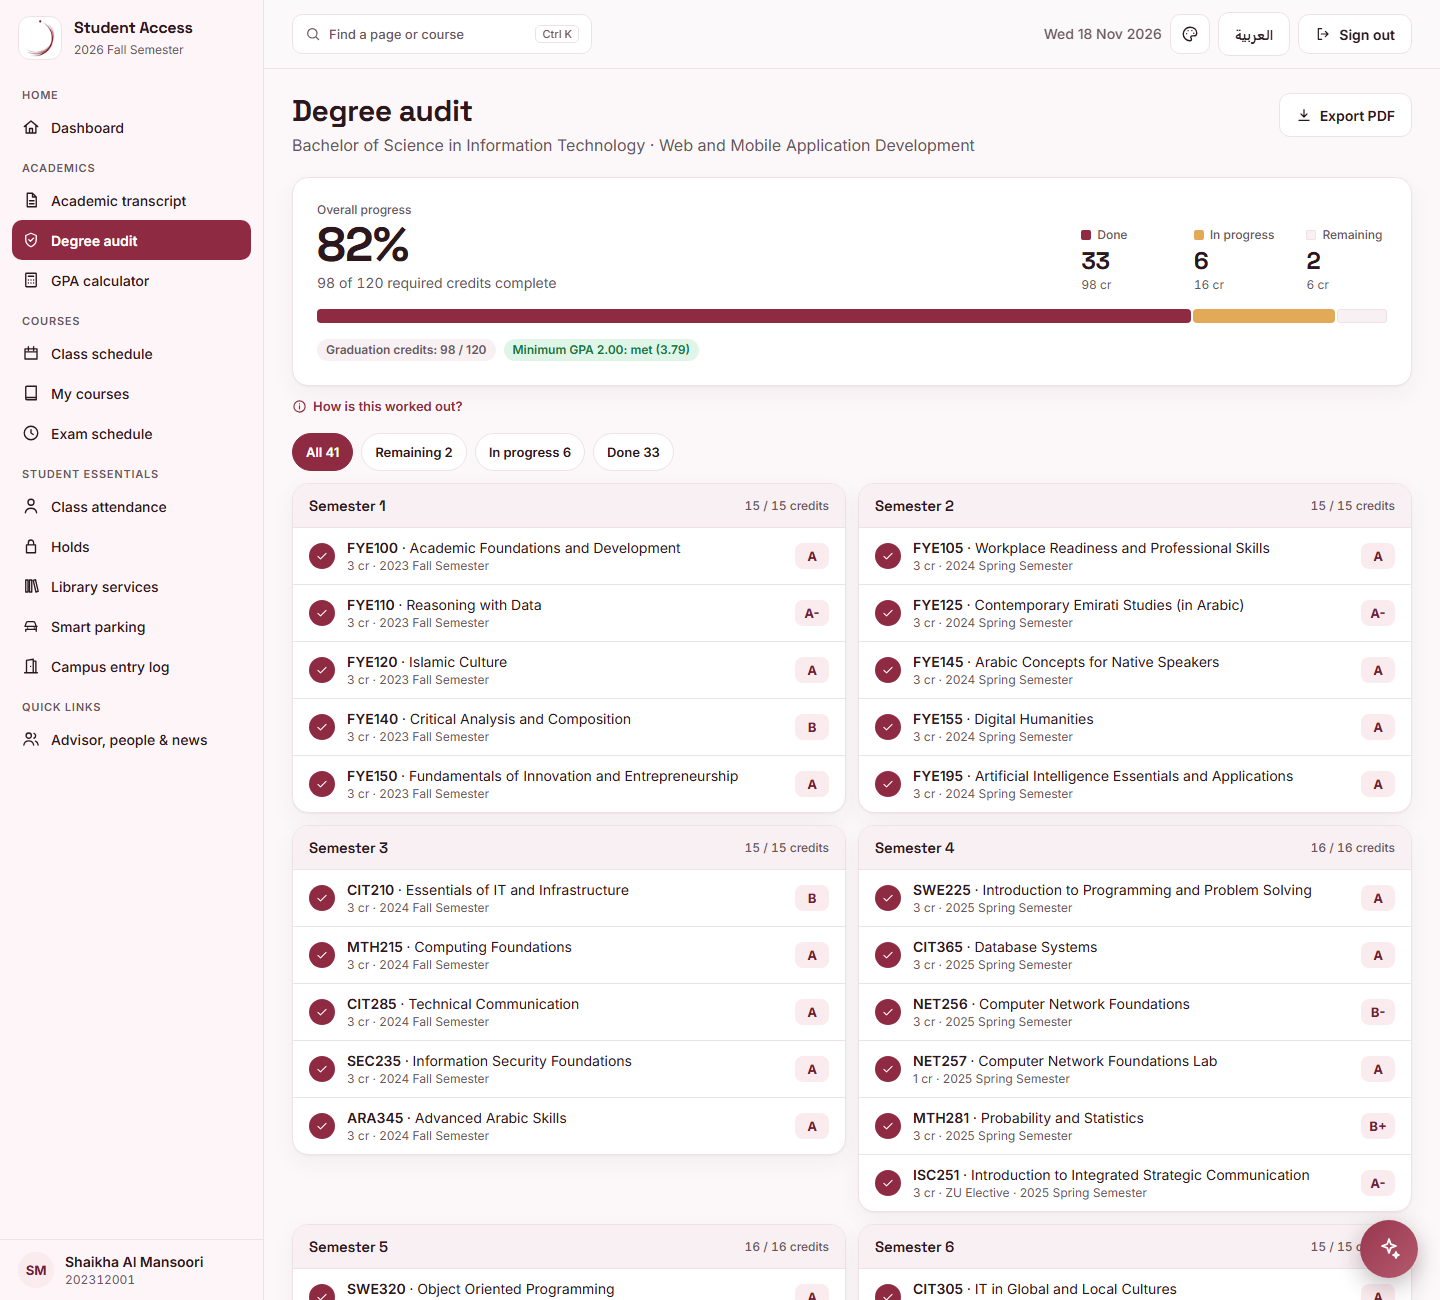 Student Access
2026 Fall Semester
HOME
Dashboard
ACADEMICS
Academic transcript
Degree audit
GPA calculator
COURSES
Class schedule
My courses
Exam schedule
STUDENT ESSENTIALS
Class attendance
Holds
Library services
Smart parking
Campus entry log
QUICK LINKS
Advisor, people & news
SM
Shaikha Al Mansoori
202312001
Find a page or course
Ctrl K
Wed 18 Nov 2026
العربية
Sign out
Degree audit
Bachelor of Science in Information Technology · Web and Mobile Application Development
Export PDF
Overall progress
82%
98 of 120 required credits complete
Done
33
98 cr
In progress
6
16 cr
Remaining
2
6 cr
Graduation credits: 98 / 120
Minimum GPA 2.00: met (3.79)
How is this worked out?
All 41
Remaining 2
In progress 6
Done 33
Semester 1
15 / 15 credits
FYE100 · Academic Foundations and Development
3 cr · 2023 Fall Semester
A
FYE110 · Reasoning with Data
3 cr · 2023 Fall Semester
A-
FYE120 · Islamic Culture
3 cr · 2023 Fall Semester
A
FYE140 · Critical Analysis and Composition
3 cr · 2023 Fall Semester
B
FYE150 · Fundamentals of Innovation and Entrepreneurship
3 cr · 2023 Fall Semester
A
Semester 2
15 / 15 credits
FYE105 · Workplace Readiness and Professional Skills
3 cr · 2024 Spring Semester
A
FYE125 · Contemporary Emirati Studies (in Arabic)
3 cr · 2024 Spring Semester
A-
FYE145 · Arabic Concepts for Native Speakers
3 cr · 2024 Spring Semester
A
FYE155 · Digital Humanities
3 cr · 2024 Spring Semester
A
FYE195 · Artificial Intelligence Essentials and Applications
3 cr · 2024 Spring Semester
A
Semester 3
15 / 15 credits
CIT210 · Essentials of IT and Infrastructure
3 cr · 2024 Fall Semester
B
MTH215 · Computing Foundations
3 cr · 2024 Fall Semester
A
CIT285 · Technical Communication
3 cr · 2024 Fall Semester
A
SEC235 · Information Security Foundations
3 cr · 2024 Fall Semester
A
ARA345 · Advanced Arabic Skills
3 cr · 2024 Fall Semester
A
Semester 4
16 / 16 credits
SWE225 · Introduction to Programming and Problem Solving
3 cr · 2025 Spring Semester
A
CIT365 · Database Systems
3 cr · 2025 Spring Semester
A
NET256 · Computer Network Foundations
3 cr · 2025 Spring Semester
B-
NET257 · Computer Network Foundations Lab
1 cr · 2025 Spring Semester
A
MTH281 · Probability and Statistics
3 cr · 2025 Spring Semester
B+
ISC251 · Introduction to Integrated Strategic Communication
3 cr · ZU Elective · 2025 Spring Semester
A-
Semester 5
16 / 16 credits
SWE320 · Object Oriented Programming
Semester 6
15 / 15
CIT305 · IT in Global and Local Cultures